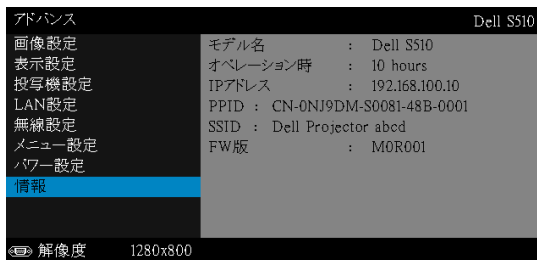 アドバンス Dell S510
画像設定
表示設定
投写機設定
LAN設定
無線設定
メニュー設定
パワー設定
情報
モデル名 : Dell S510
オペレーション時 : 10 hours
IPアドレス : 192.168.100.10
PPID : CN-0NJ9DM-S0081-48B-0001
SSID : Dell Projector abcd
FW版 : M0R001
解像度 1280x800